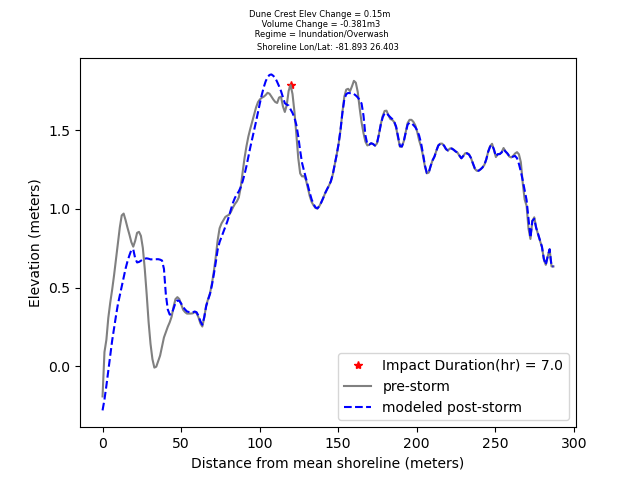 Dune Crest Elev Change = 0.15m
Volume Change = -0.381m3
Regime = Inundation/Overwash
Shoreline Lon/Lat: -81.893 26.403
Elevation (meters)
1.5
1.0
0.5
0.0
Impact Duration(hr) = 7.0
pre-storm
modeled post-storm
0 50 100 150 200 250 300
Distance from mean shoreline (meters)